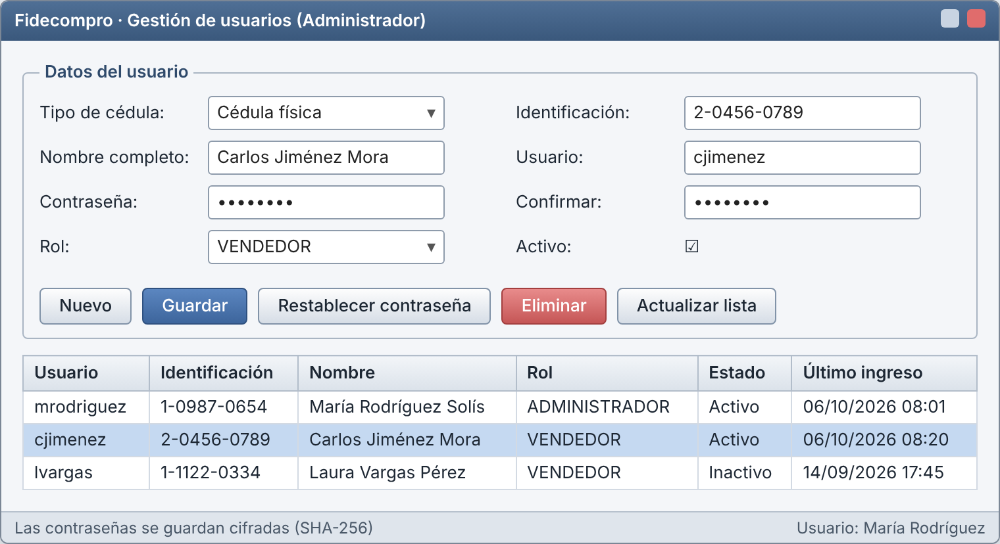 Fidecompro · Gestión de usuarios (Administrador)
Datos del usuario
Tipo de cédula: Cédula física ▼ Identificación: 2-0456-0789
Nombre completo: Carlos Jiménez Mora Usuario: cjimenez
Contraseña: •••••••• Confirmar: ••••••••
Rol: VENDEDOR ▼ Activo: ☑
Nuevo Guardar Restablecer contraseña Eliminar Actualizar lista
Usuario Identificación Nombre Rol Estado Último ingreso
mrodriguez 1-0987-0654 María Rodríguez Solís ADMINISTRADOR Activo 06/10/2026 08:01
cjimenez 2-0456-0789 Carlos Jiménez Mora VENDEDOR Activo 06/10/2026 08:20
lvargas 1-1122-0334 Laura Vargas Pérez VENDEDOR Inactivo 14/09/2026 17:45
Las contraseñas se guardan cifradas (SHA-256) Usuario: María Rodríguez